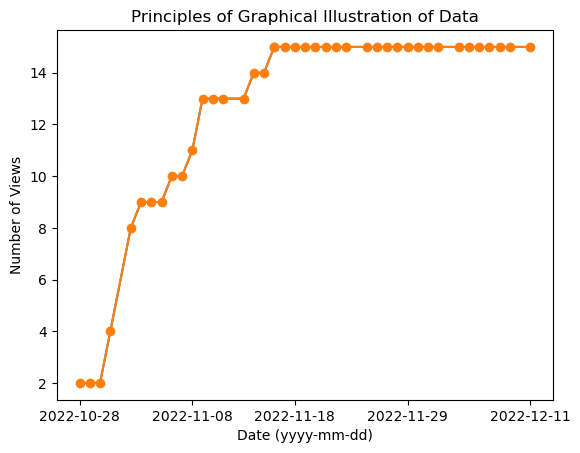 Principles of Graphical Illustration of Data
Number of Views
14
12
10
8
6
4
2
2022-10-28 2022-11-08 2022-11-18 2022-11-29 2022-12-11
Date (yyyy-mm-dd)